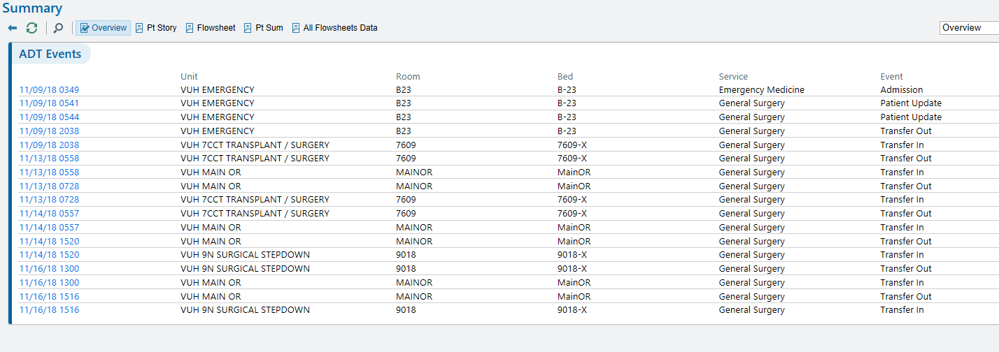 Summary
Overview Pt Story Flowsheet Pt Sum All Flowsheets Data Overview
ADT Events
Unit Room Bed Service Event
11/09/18 0349 VUH EMERGENCY B23 B-23 Emergency Medicine Admission
11/09/18 0541 VUH EMERGENCY B23 B-23 General Surgery Patient Update
11/09/18 0544 VUH EMERGENCY B23 B-23 General Surgery Patient Update
11/09/18 2038 VUH EMERGENCY B23 B-23 General Surgery Transfer Out
11/09/18 2038 VUH 7CCT TRANSPLANT / SURGERY 7609 7609-X General Surgery Transfer In
11/13/18 0558 VUH 7CCT TRANSPLANT / SURGERY 7609 7609-X General Surgery Transfer Out
11/13/18 0558 VUH MAIN OR MAINOR MainOR General Surgery Transfer In
11/13/18 0728 VUH MAIN OR MAINOR MainOR General Surgery Transfer Out
11/13/18 0728 VUH 7CCT TRANSPLANT / SURGERY 7609 7609-X General Surgery Transfer In
11/14/18 0557 VUH 7CCT TRANSPLANT / SURGERY 7609 7609-X General Surgery Transfer Out
11/14/18 0557 VUH MAIN OR MAINOR MainOR General Surgery Transfer In
11/14/18 1520 VUH MAIN OR MAINOR MainOR General Surgery Transfer Out
11/14/18 1520 VUH 9N SURGICAL STEPDOWN 9018 9018-X General Surgery Transfer In
11/16/18 1300 VUH 9N SURGICAL STEPDOWN 9018 9018-X General Surgery Transfer Out
11/16/18 1300 VUH MAIN OR MAINOR MainOR General Surgery Transfer In
11/16/18 1516 VUH MAIN OR MAINOR MainOR General Surgery Transfer Out
11/16/18 1516 VUH 9N SURGICAL STEPDOWN 9018 9018-X General Surgery Transfer In